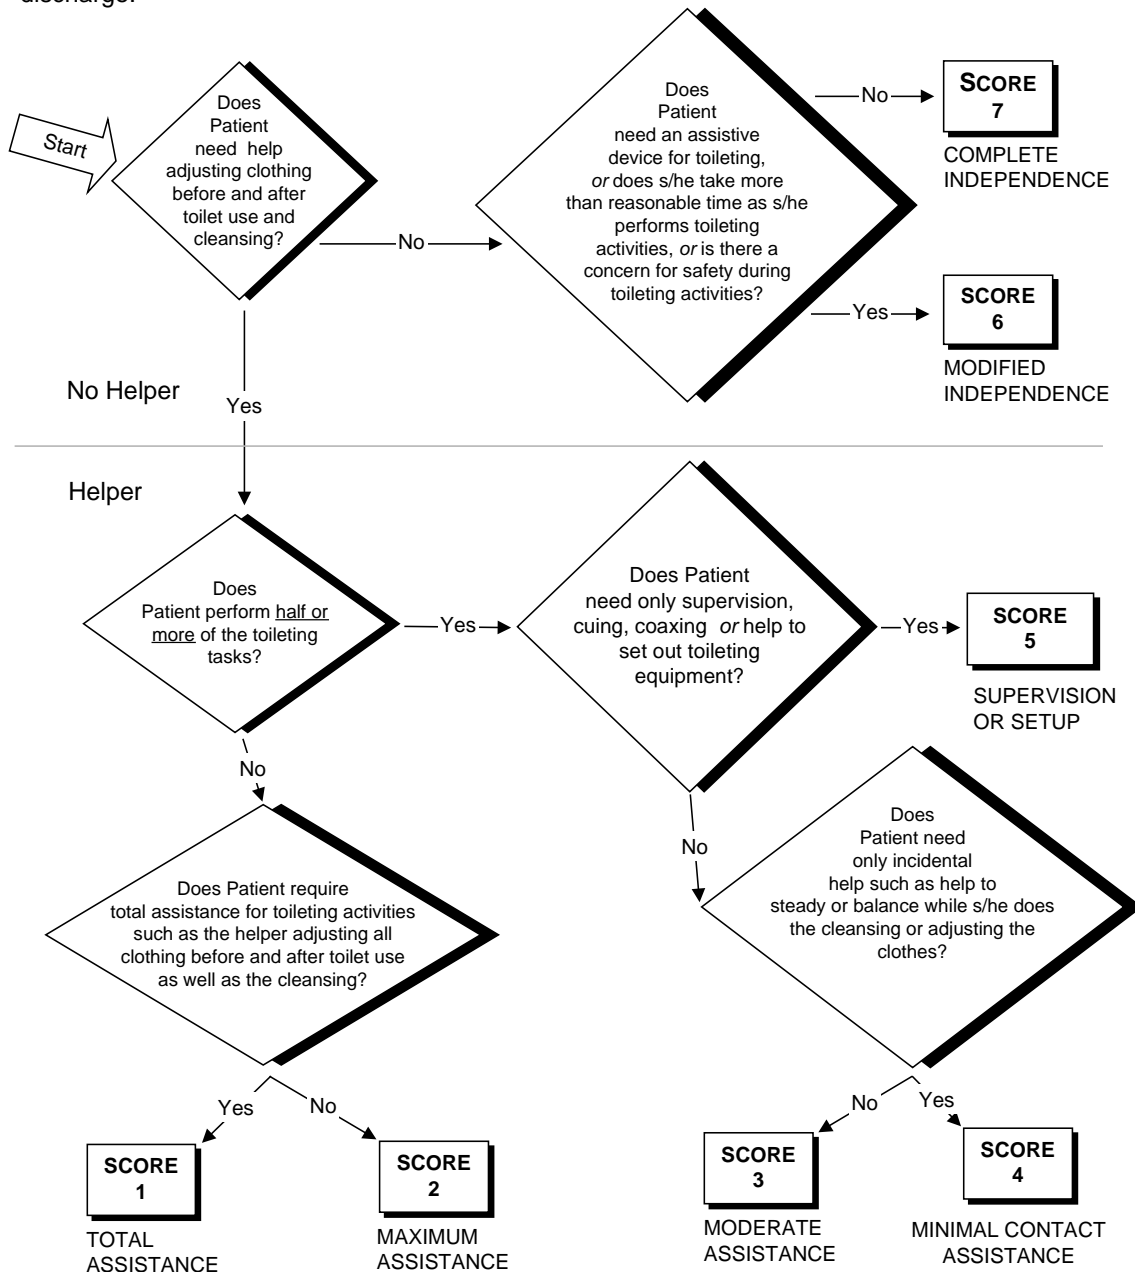 discharge.
Start
Does
Patient
need help
adjusting clothing
before and after
toilet use and
cleansing?
No
Does
Patient
need an assistive
device for toileting,
or does s/he take more
than reasonable time as s/he
performs toileting
activities, or is there a
concern for safety during
toileting activities?
No
SCORE
7
COMPLETE
INDEPENDENCE
Yes
SCORE
6
MODIFIED
INDEPENDENCE
No Helper
Yes
Helper
Does
Patient perform half or
more of the toileting
tasks?
Yes
Does Patient
need only supervision,
cuing, coaxing or help to
set out toileting
equipment?
Yes
SCORE
5
SUPERVISION
OR SETUP
No
Does Patient require
total assistance for toileting activities
such as the helper adjusting all
clothing before and after toilet use
as well as the cleansing?
No
Does
Patient need
only incidental
help such as help to
steady or balance while s/he does
the cleansing or adjusting the
clothes?
Yes
No
SCORE
1
TOTAL
ASSISTANCE
SCORE
2
MAXIMUM
ASSISTANCE
No
Yes
SCORE
3
MODERATE
ASSISTANCE
SCORE
4
MINIMAL CONTACT
ASSISTANCE